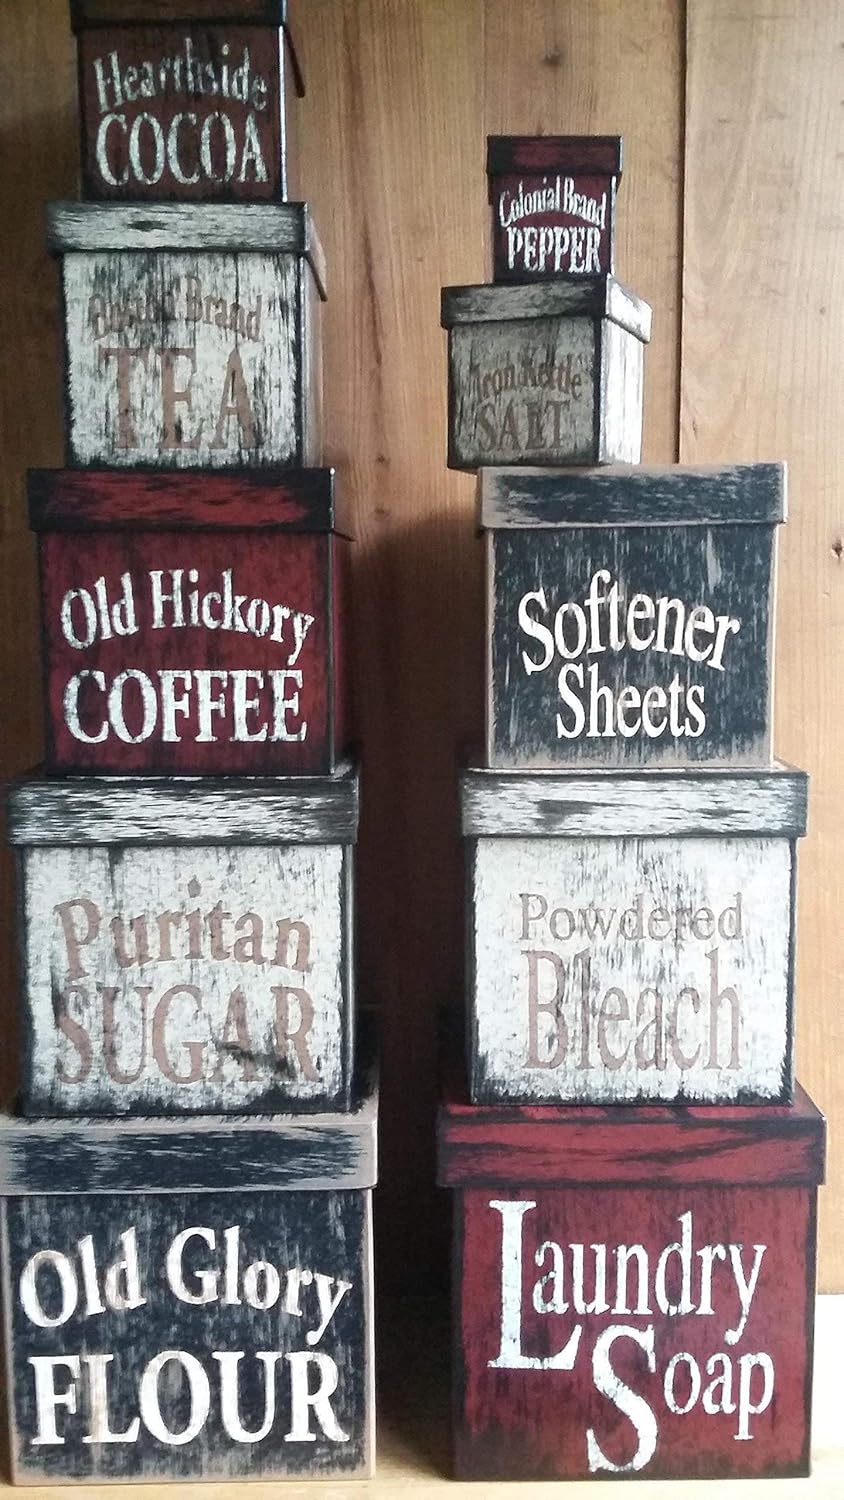 Hearthside
COCOA
Brand
TEA
Old Hickory
COFFEE
Puritan
SUGAR
Old Glory
FLOUR
Colonial Brand
PEPPER
Iron Kettle
SALT
Softener
Sheets
Powdered
Bleach
Laundry
Soap